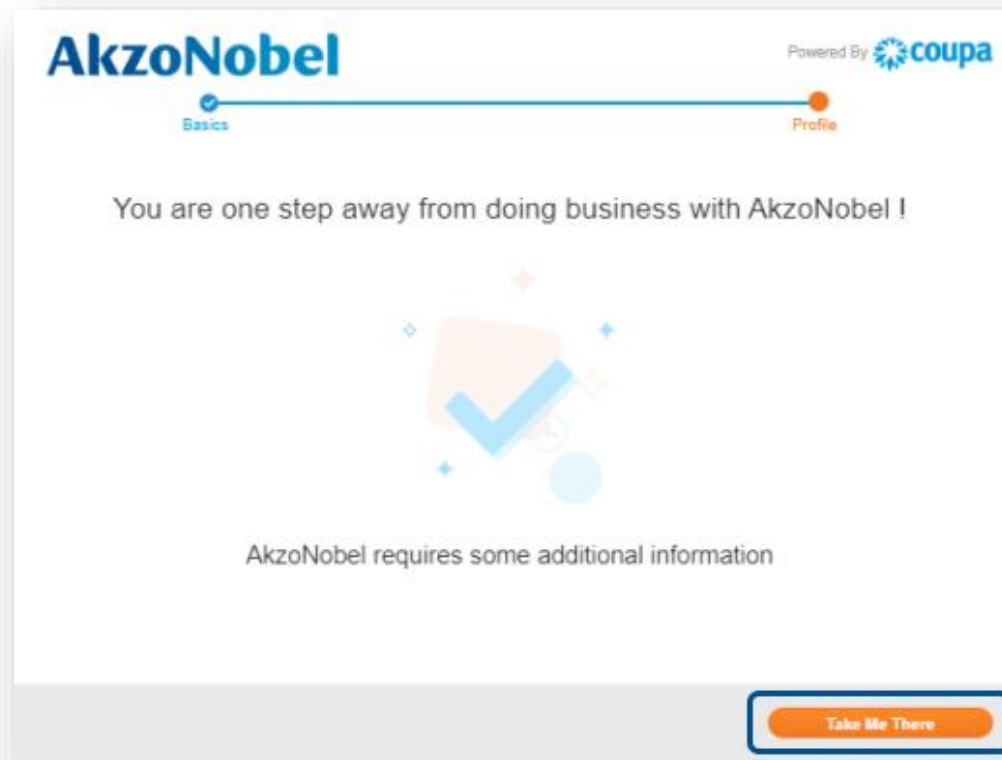 AkzoNobel
Powered By coupa
Basics
Profile
You are one step away from doing business with AkzoNobel !
AkzoNobel requires some additional information
Take Me There